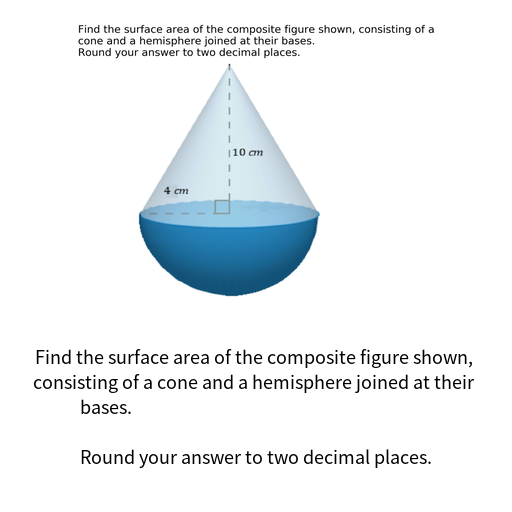 Find the surface area of the composite figure shown, consisting of a
cone and a hemisphere joined at their bases.
Round your answer to two decimal places.
10 cm
4 cm
Find the surface area of the composite figure shown,
consisting of a cone and a hemisphere joined at their
bases.
Round your answer to two decimal places.